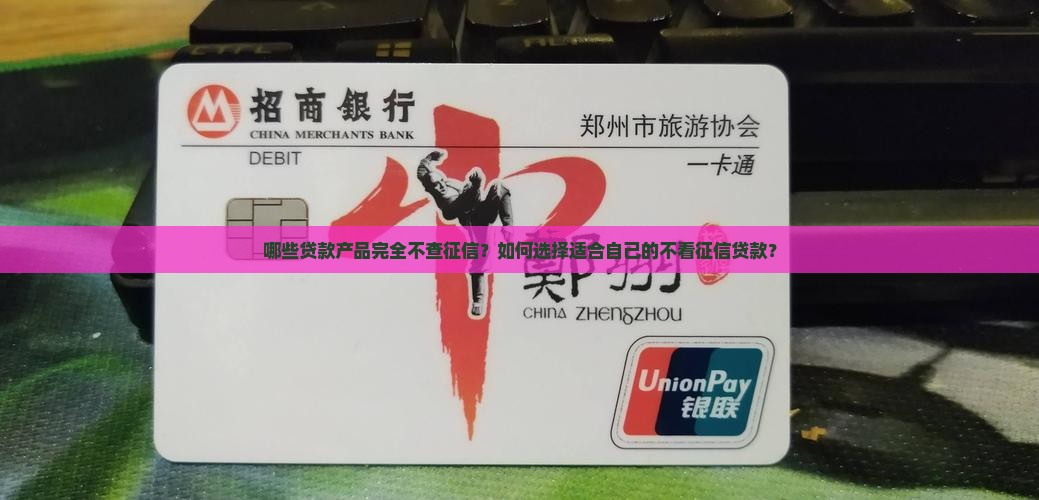 招商銀行
CHINA MERCHANTS BANK
DEBIT
郑州市旅游协会
一卡通
哪些贷款产品完全不查征信？如何选择适合自己的不看征信贷款？
鄭州
CHINA ZHENGZHOU
UnionPay
银联